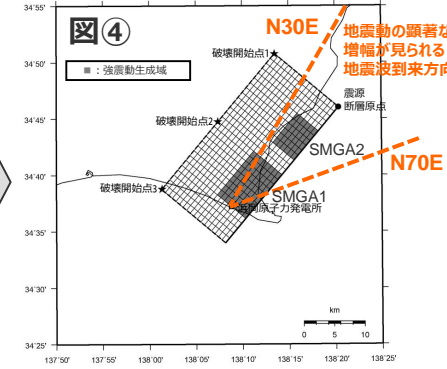 34˚55'
図④
N30E
地震動の顕著な
増幅が見られる
地震波到来方向
破壊開始点1
34˚50'
■:強震動生成域
震源
断層原点
34˚45'
破壊開始点2
SMGA2
34˚40'
N70E
破壊開始点3
SMGA1
浜岡原子力発電所
34˚35'
34˚30'
km
0 5 10
34˚25'
137˚50' 137˚55' 138˚00' 138˚05' 138˚10' 138˚15' 138˚20' 138˚25'